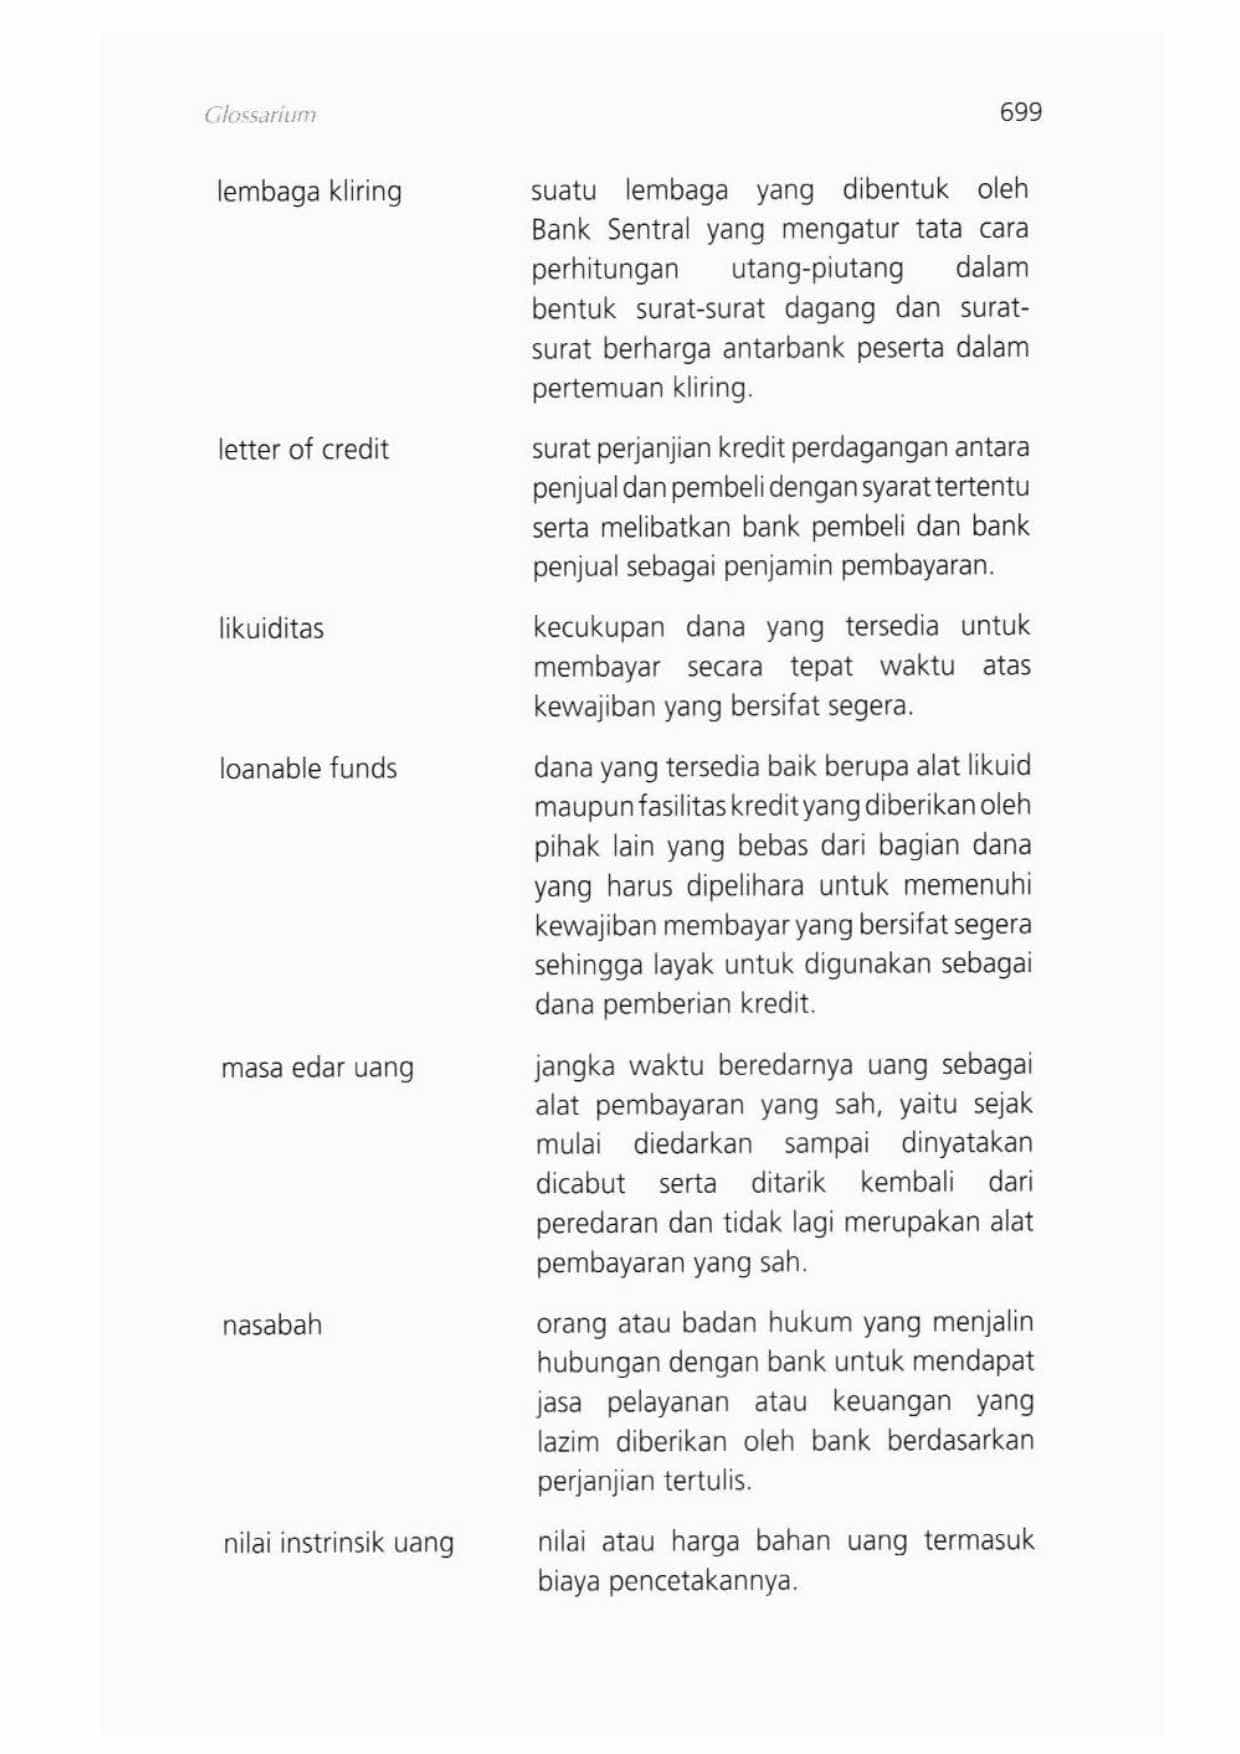 Glossarium 699
lembaga kliring suatu lembaga yang dibentuk oleh
Bank Sentral yang mengatur tata cara
perhitungan utang-piutang dalam
bentuk surat-surat dagang dan surat-
surat berharga antarbank peserta dalam
pertemuan kliring.
letter of credit surat perjanjian kredit perdagangan antara
penjual dan pembeli dengan syarat tertentu
serta melibatkan bank pembeli dan bank
penjual sebagai penjamin pembayaran.
likuiditas kecukupan dana yang tersedia untuk
membayar secara tepat waktu atas
kewajiban yang bersifat segera.
loanable funds dana yang tersedia baik berupa alat likuid
maupun fasilitas kredit yang diberikan oleh
pihak lain yang bebas dari bagian dana
yang harus dipelihara untuk memenuhi
kewajiban membayar yang bersifat segera
sehingga layak untuk digunakan sebagai
dana pemberian kredit.
masa edar uang jangka waktu beredarnya uang sebagai
alat pembayaran yang sah, yaitu sejak
mulai diedarkan sampai dinyatakan
dicabut serta ditarik kembali dari
peredaran dan tidak lagi merupakan alat
pembayaran yang sah.
nasabah orang atau badan hukum yang menjalin
hubungan dengan bank untuk mendapat
jasa pelayanan atau keuangan yang
lazim diberikan oleh bank berdasarkan
perjanjian tertulis.
nilai instrinsik uang nilai atau harga bahan uang termasuk
biaya pencetakannya.